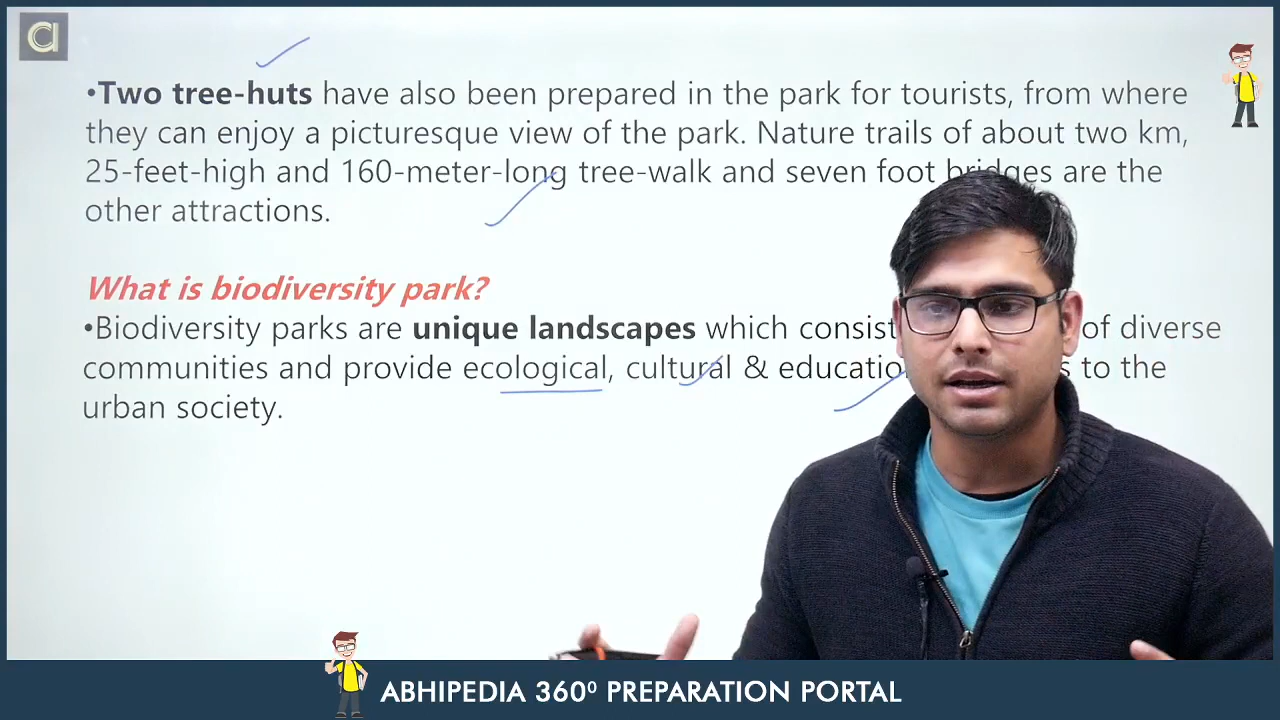 •Two tree-huts have also been prepared in the park for tourists, from where
they can enjoy a picturesque view of the park. Nature trails of about two km,
25-feet-high and 160-meter-long tree-walk and seven foot bridges are the
other attractions.
What is biodiversity park?
•Biodiversity parks are unique landscapes which consist of diverse
communities and provide ecological, cultural & to the
urban society.
ABHIPEDIA 360⁰ PREPARATION PORTAL